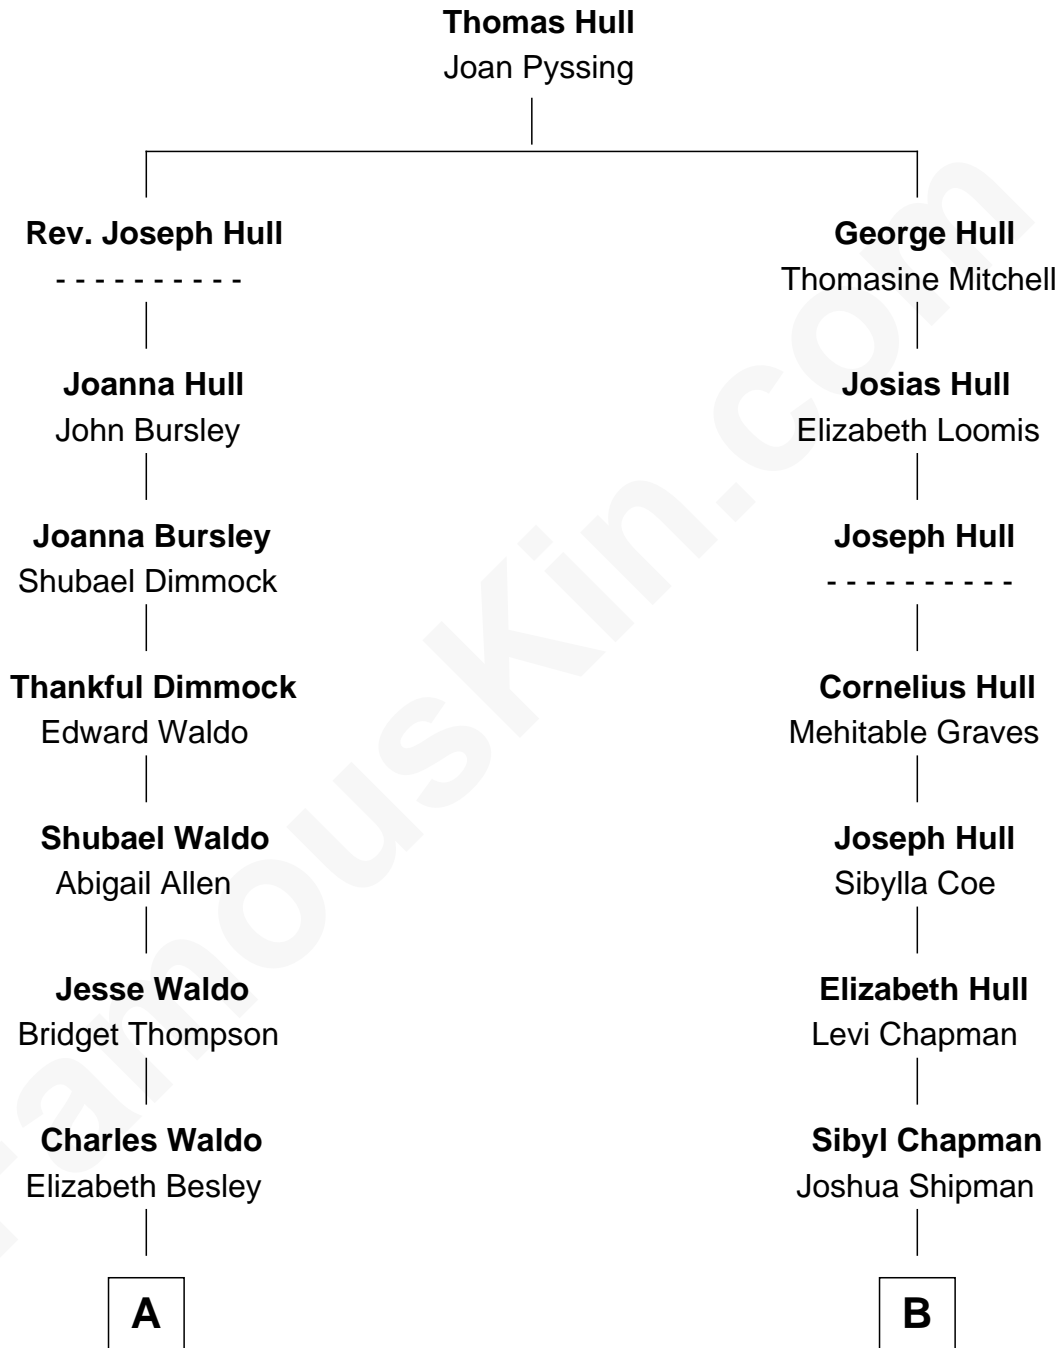 Thomas Hull
Joan Pyssing
Rev. Joseph Hull
- - - - - - - - - -
Joanna Hull
John Bursley
Joanna Bursley
Shubael Dimmock
Thankful Dimmock
Edward Waldo
Shubael Waldo
Abigail Allen
Jesse Waldo
Bridget Thompson
Charles Waldo
Elizabeth Besley
A
George Hull
Thomasine Mitchell
Josias Hull
Elizabeth Loomis
Joseph Hull
- - - - - - - - - -
Cornelius Hull
Mehitable Graves
Joseph Hull
Sibylla Coe
Elizabeth Hull
Levi Chapman
Sibyl Chapman
Joshua Shipman
B
FamousKin.com